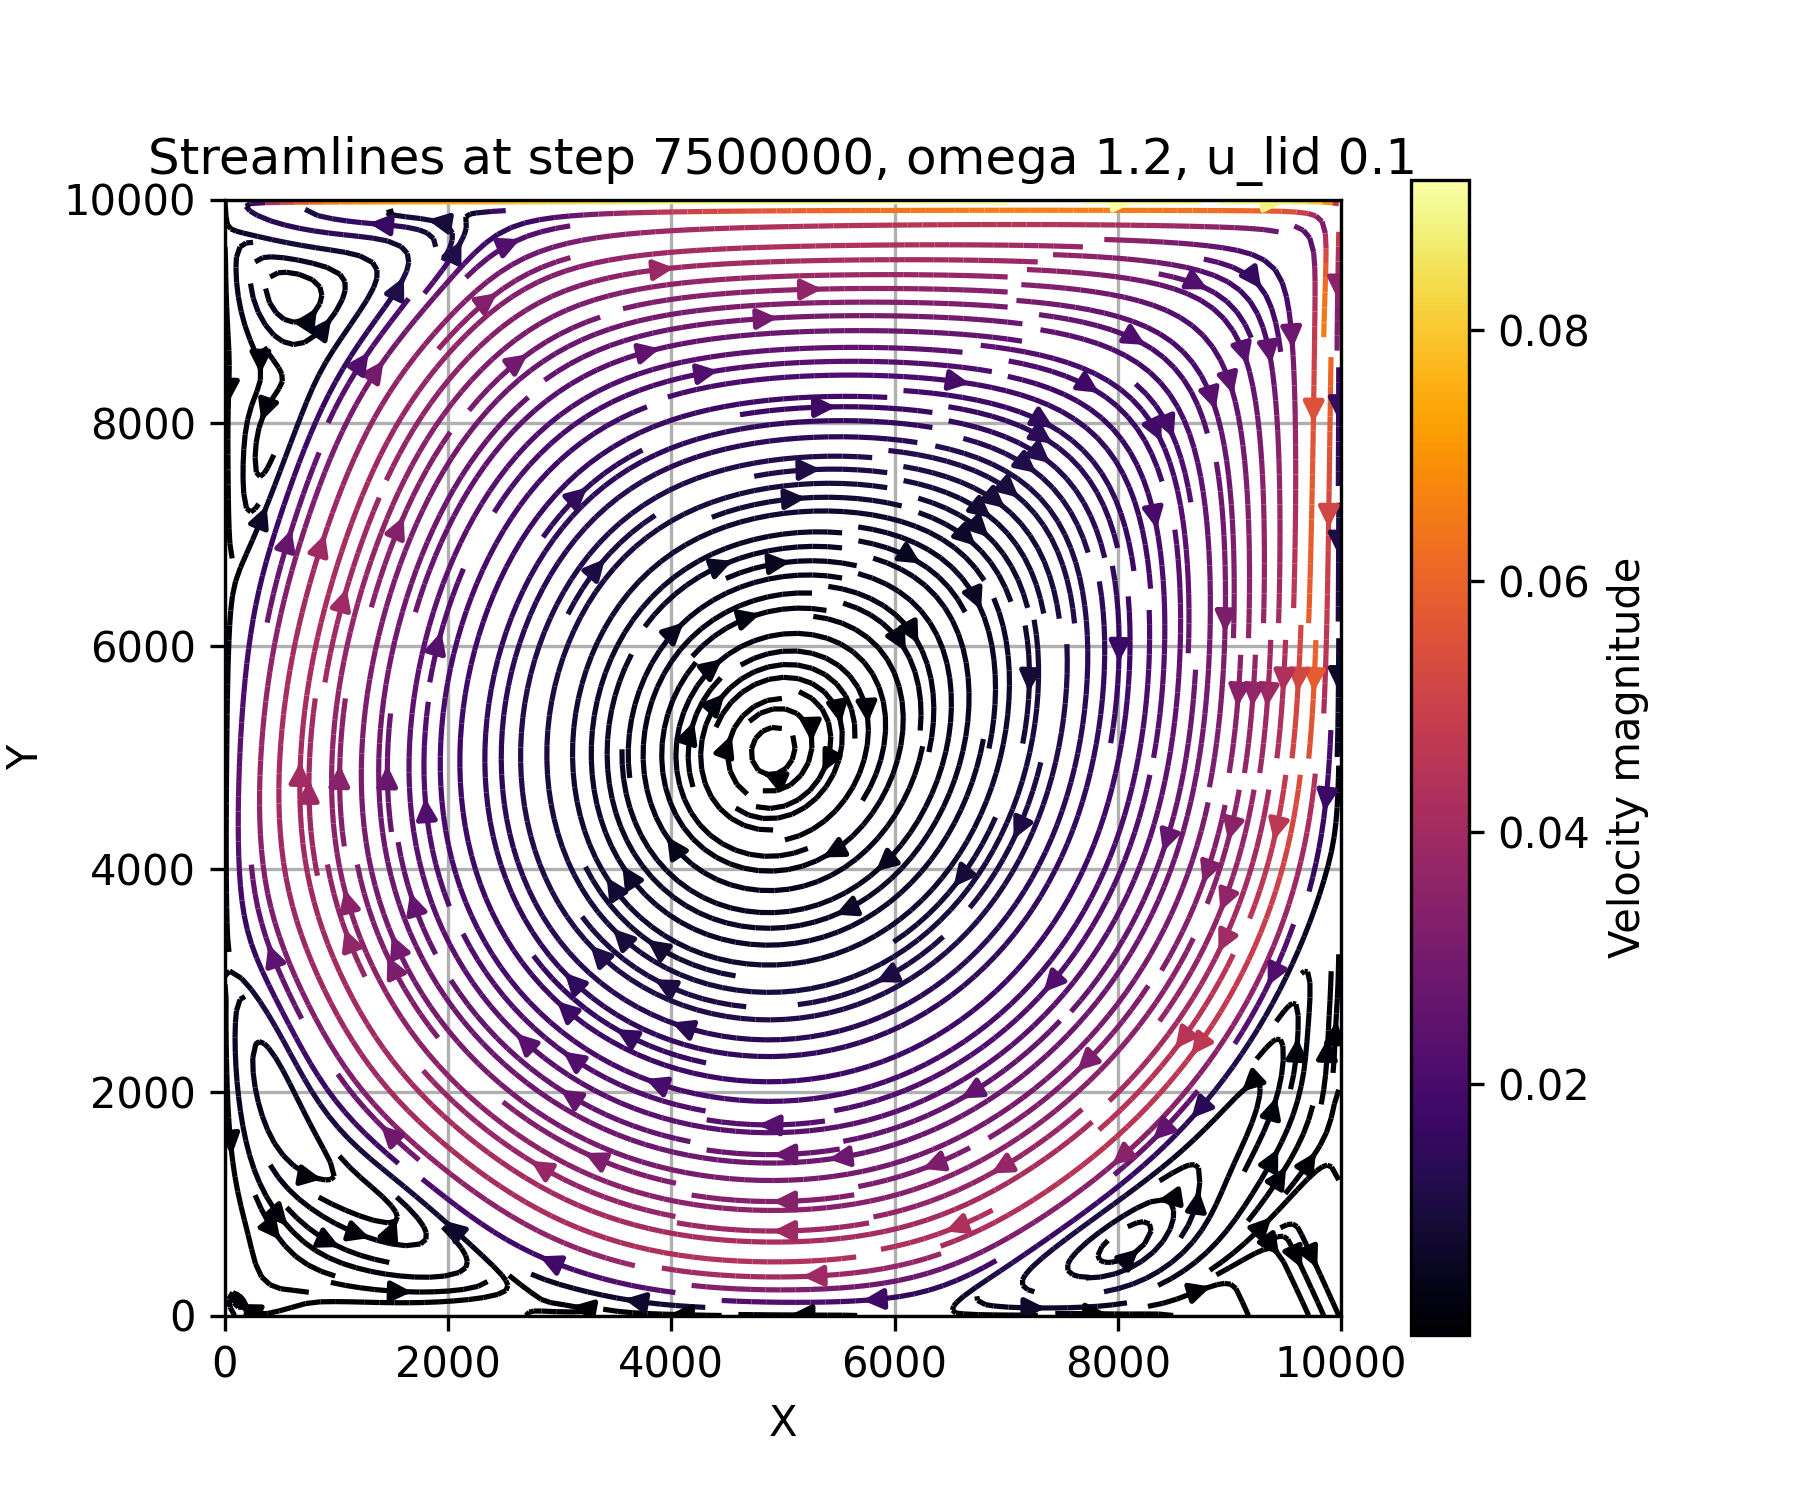 Streamlines at step 7500000, omega 1.2, u_lid 0.1
10000
8000
6000
4000
2000
0
Y
0 2000 4000 6000 8000 10000
X
0.08
0.06
0.04
0.02
Velocity magnitude